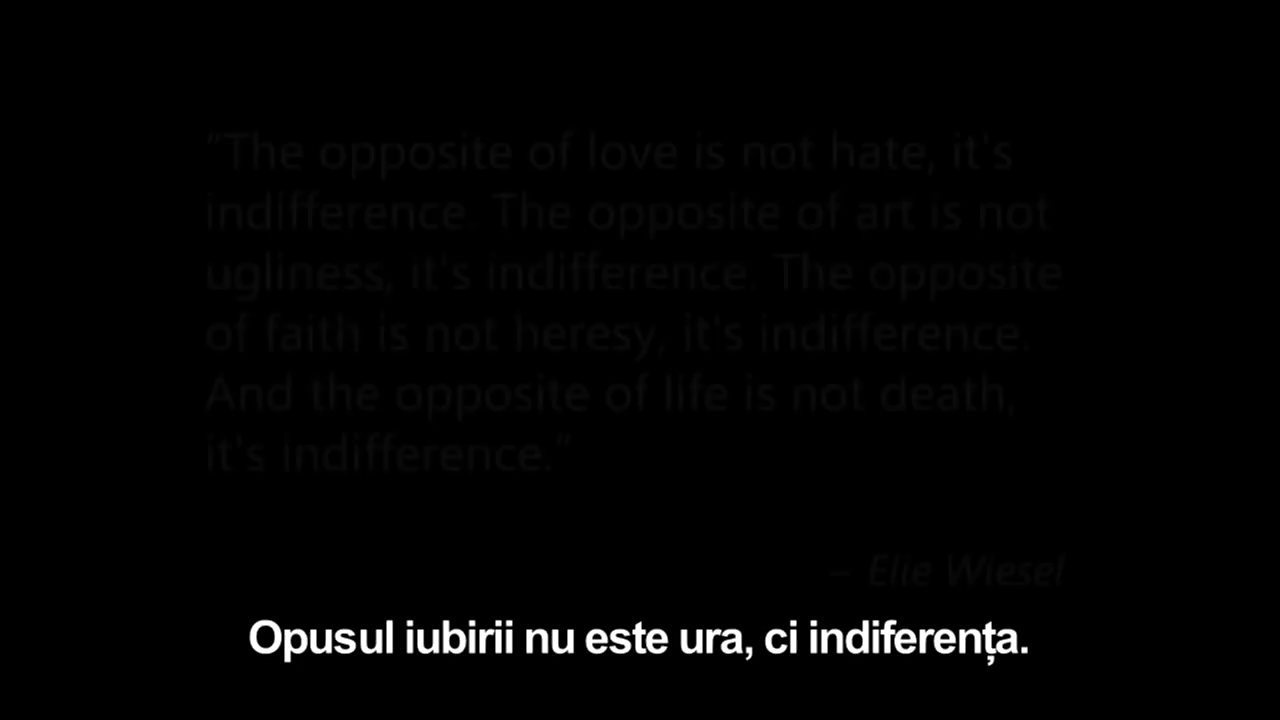 "The opposite of love is not hate, it's
indifference. The opposite of art is not
ugliness, it's indifference. The opposite
of faith is not heresy, it's indifference.
And the opposite of life is not death,
it's indifference."
– Elie Wiesel
Opusul iubirii nu este ura, ci indiferența.